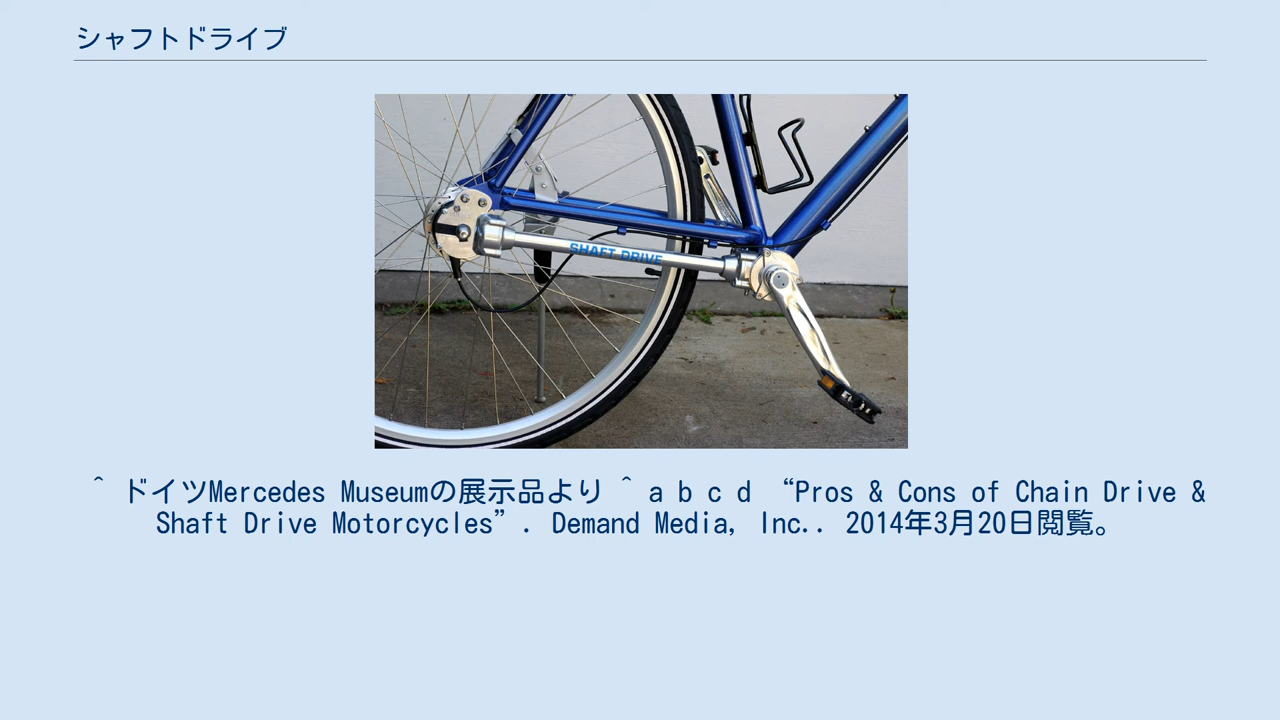 シャフトドライブ
SHAFT DRIVE
^ ドイツMercedes Museumの展示品より ^ a b c d “Pros & Cons of Chain Drive &
Shaft Drive Motorcycles”. Demand Media, Inc.. 2014年3月20日閲覧。